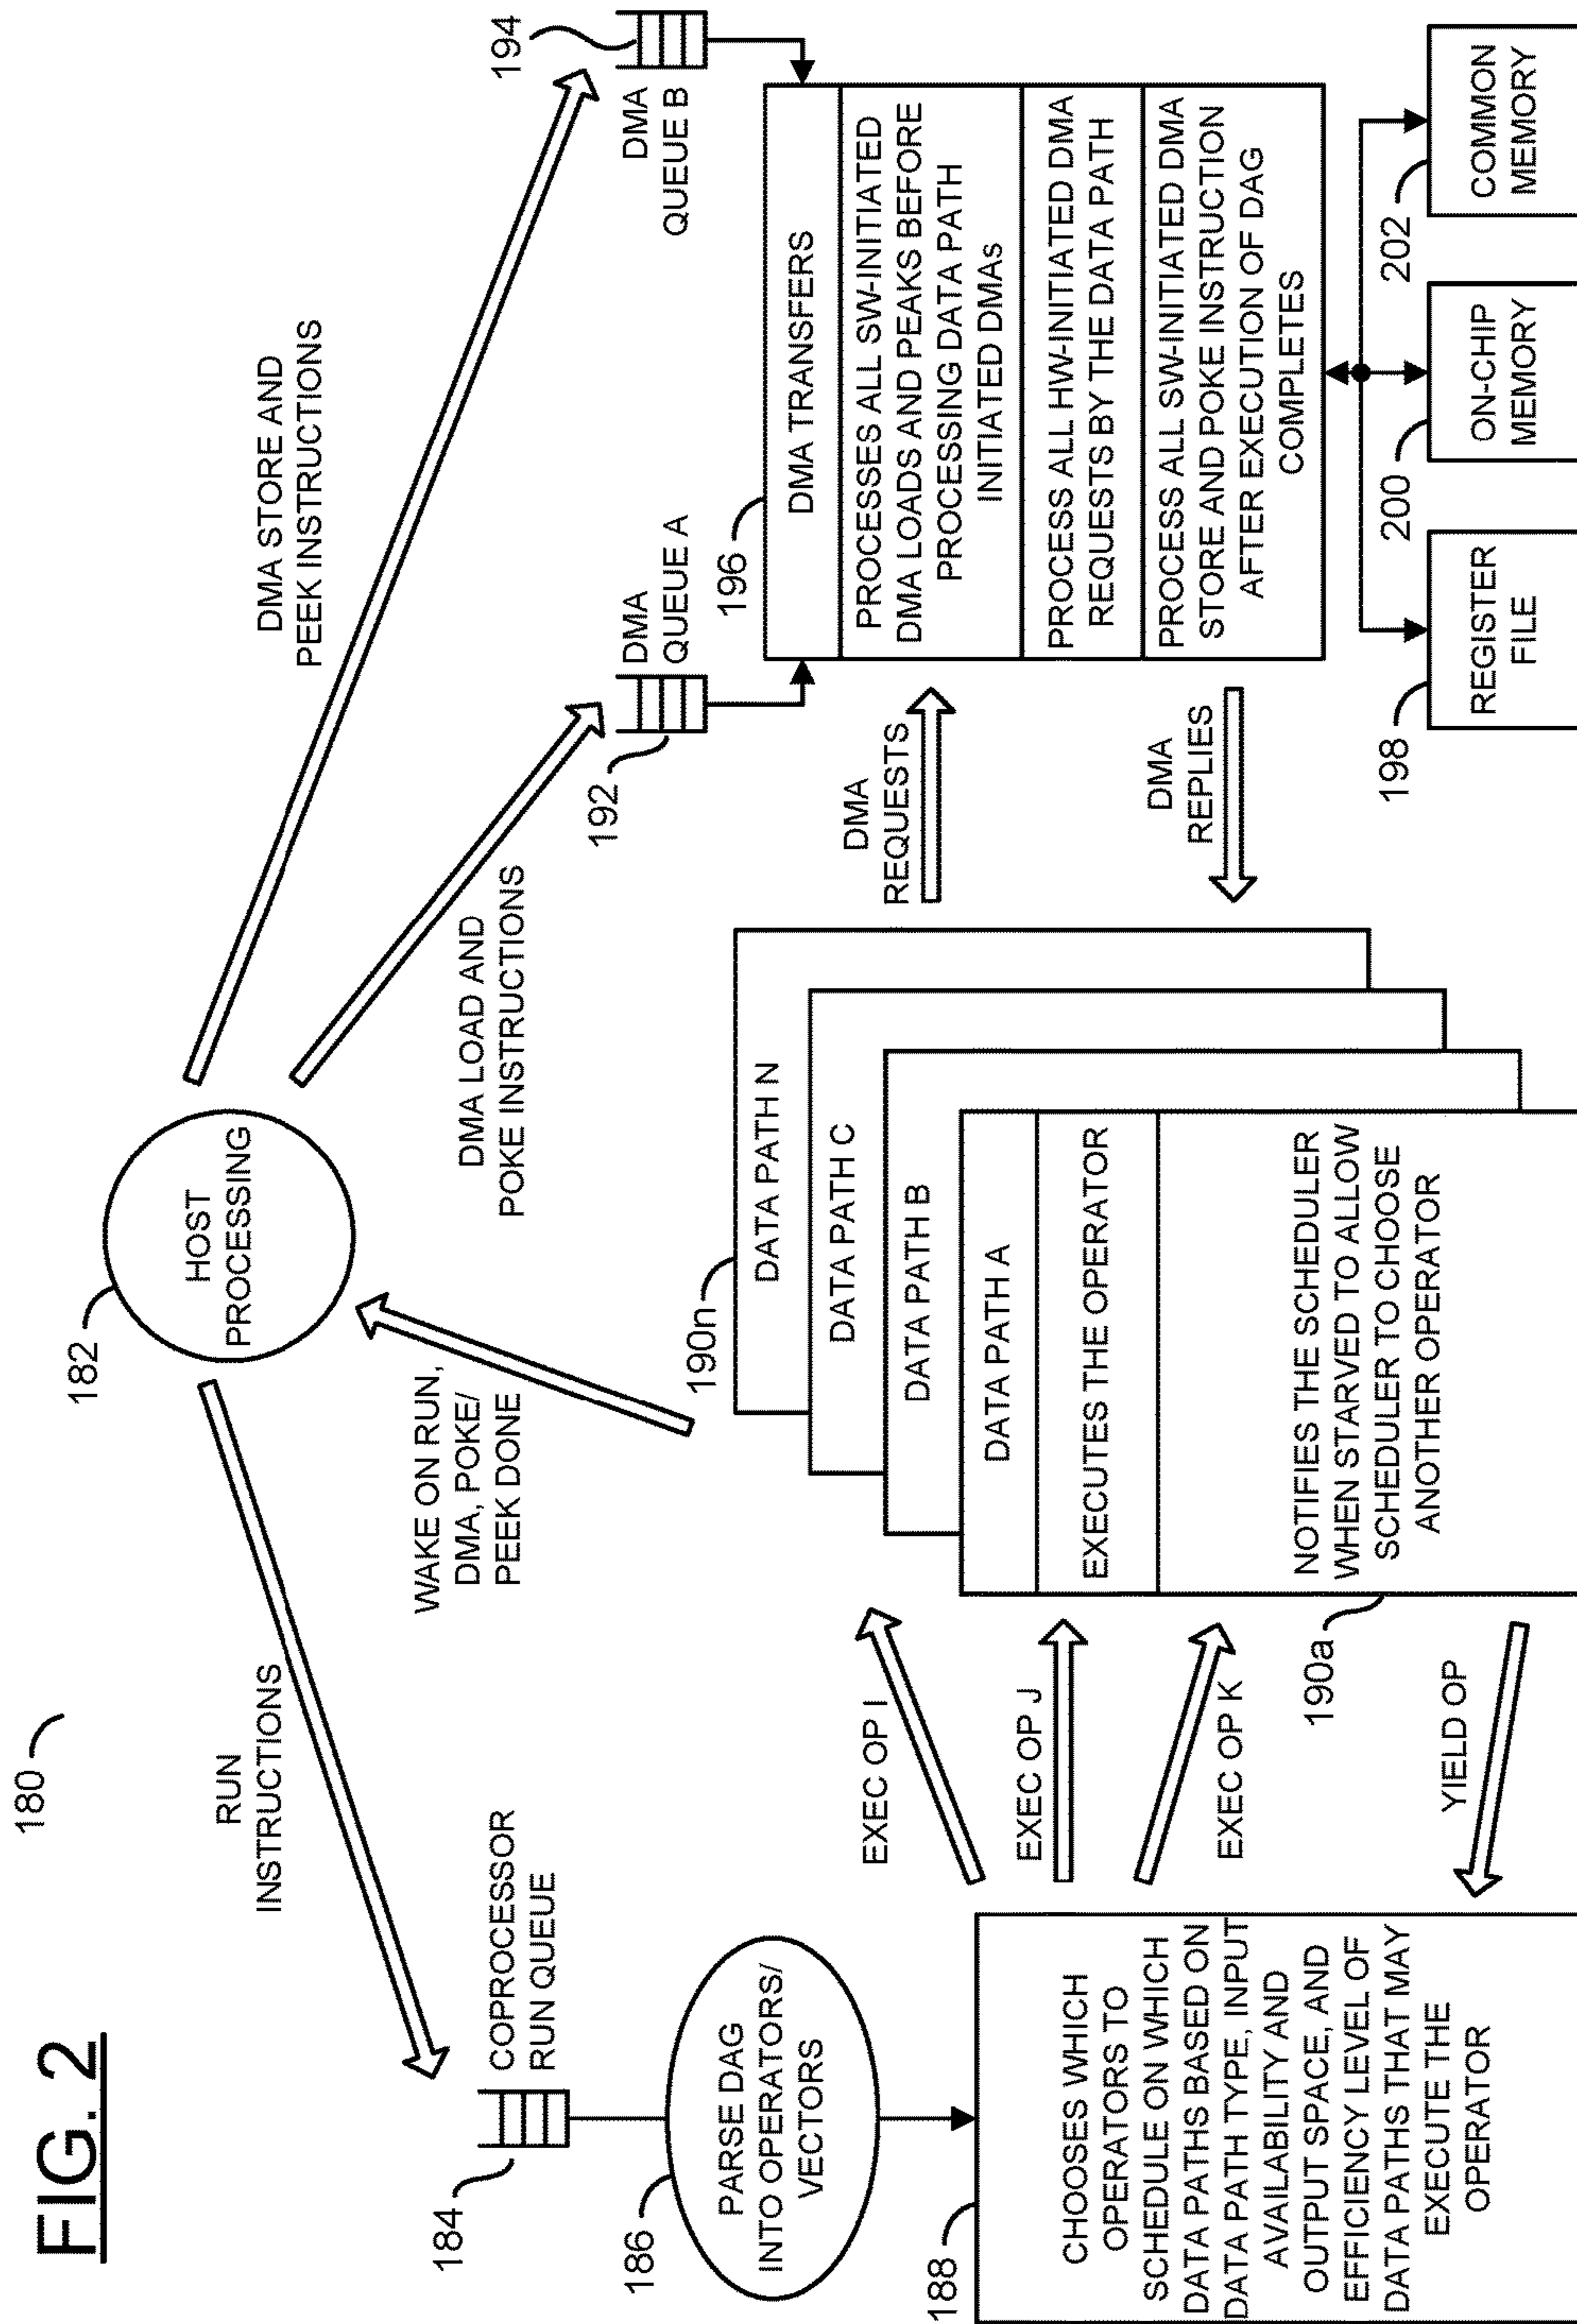 FIG. 2
180
182
HOST
PROCESSING
RUN
INSTRUCTIONS
DMA STORE AND
PEEK INSTRUCTIONS
DMA LOAD AND
POKE INSTRUCTIONS
WAKE ON RUN,
DMA, POKE/
PEEK DONE
184
COPROCESSOR
RUN QUEUE
186
PARSE DAG
INTO OPERATORS/
VECTORS
188
CHOOSES WHICH
OPERATORS TO
SCHEDULE ON WHICH
DATA PATHS BASED ON
DATA PATH TYPE, INPUT
AVAILABILITY AND
OUTPUT SPACE, AND
EFFICIENCY LEVEL OF
DATA PATHS THAT MAY
EXECUTE THE
OPERATOR
EXEC OP I
EXEC OP J
EXEC OP K
YIELD OP
190n
DATA PATH N
DATA PATH C
DATA PATH B
DATA PATH A
EXECUTES THE OPERATOR
NOTIFIES THE SCHEDULER
WHEN STARVED TO ALLOW
SCHEDULER TO CHOOSE
ANOTHER OPERATOR
190a
DMA
REQUESTS
DMA
REPLIES
192
DMA
QUEUE A
194
DMA
QUEUE B
196
DMA TRANSFERS
PROCESSES ALL SW-INITIATED
DMA LOADS AND PEAKS BEFORE
PROCESSING DATA PATH
INITIATED DMAs
PROCESS ALL HW-INITIATED DMA
REQUESTS BY THE DATA PATH
PROCESS ALL SW-INITIATED DMA
STORE AND POKE INSTRUCTION
AFTER EXECUTION OF DAG
COMPLETES
198
REGISTER
FILE
200
ON-CHIP
MEMORY
202
COMMON
MEMORY